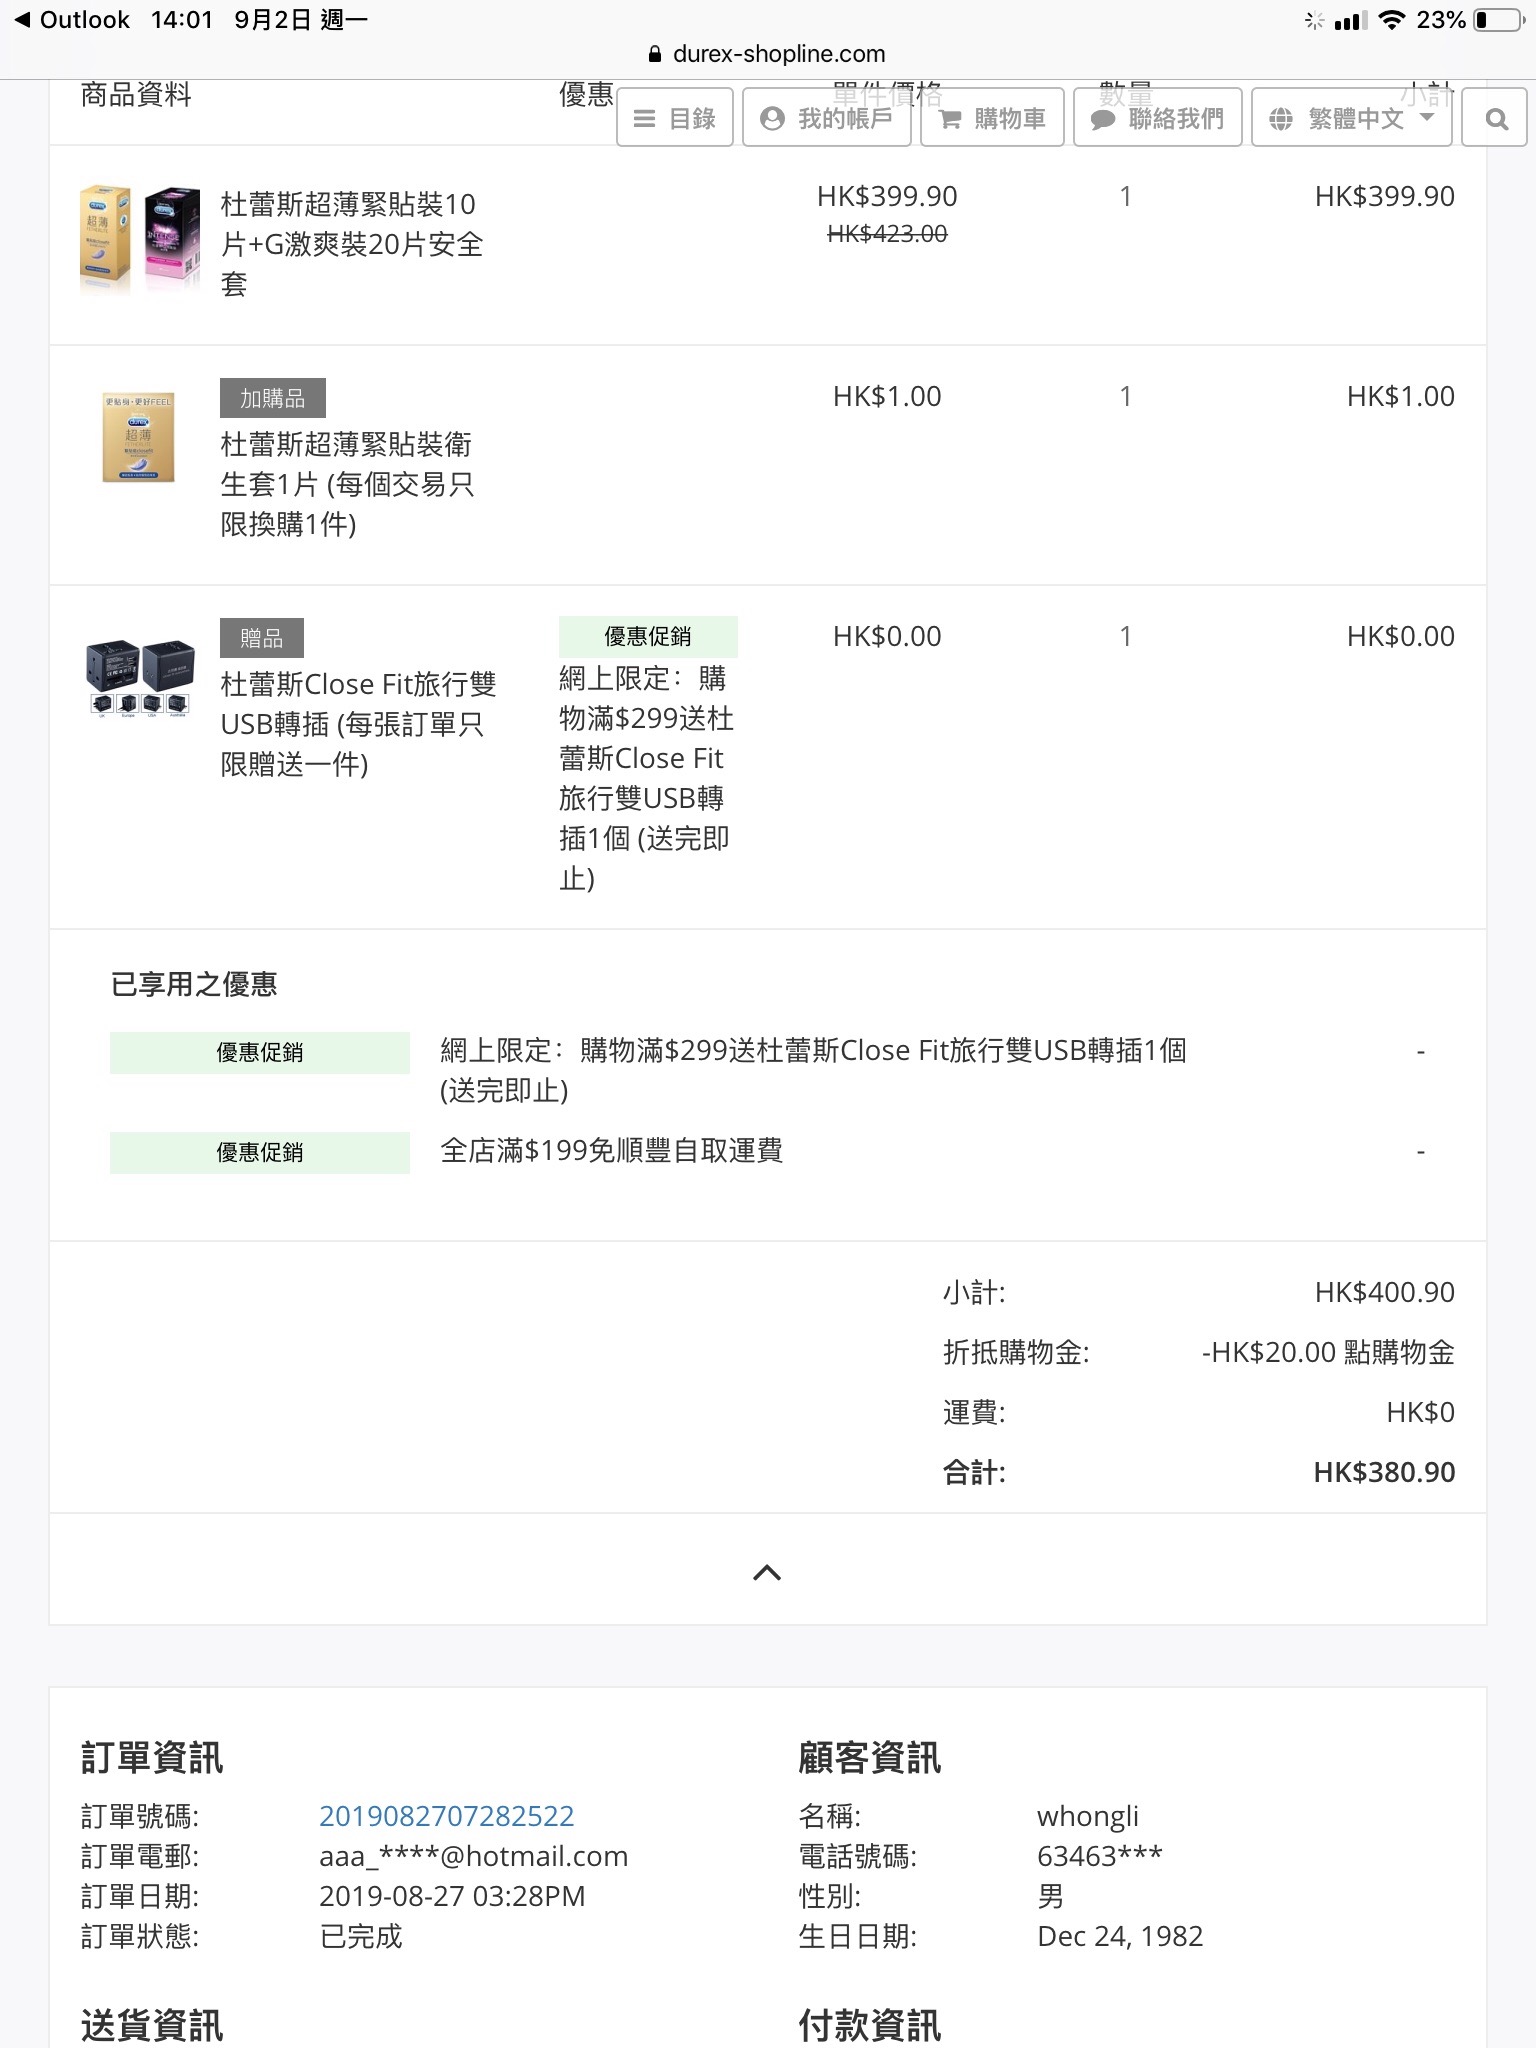 Outlook 14:01 9月2日 週一 23%
durex-shopline.com
商品資料 優惠 單件價格 數量 小計
目錄 我的帳戶 購物車 聯絡我們 繁體中文
杜蕾斯超薄緊貼裝10
片+G激爽裝20片安全
套
HK$399.90 1 HK$399.90
HK$423.00
更貼身·更好FEEL
durex
超薄
加購品
杜蕾斯超薄緊貼裝衛
生套1片 (每個交易只
限換購1件)
HK$1.00 1 HK$1.00
贈品
杜蕾斯Close Fit旅行雙
USB轉插 (每張訂單只
限贈送一件)
優惠促銷
網上限定：購
物滿$299送杜
蕾斯Close Fit
旅行雙USB轉
插1個 (送完即
止)
HK$0.00 1 HK$0.00
已享用之優惠
優惠促銷 網上限定：購物滿$299送杜蕾斯Close Fit旅行雙USB轉插1個 -
(送完即止)
優惠促銷 全店滿$199免順豐自取運費 -
小計: HK$400.90
折抵購物金: -HK$20.00 點購物金
運費: HK$0
合計: HK$380.90
訂單資訊
訂單號碼: 2019082707282522
訂單電郵: aaa_****@hotmail.com
訂單日期: 2019-08-27 03:28PM
訂單狀態: 已完成
顧客資訊
名稱: whongli
電話號碼: 63463***
性別: 男
生日日期: Dec 24, 1982
送貨資訊
付款資訊